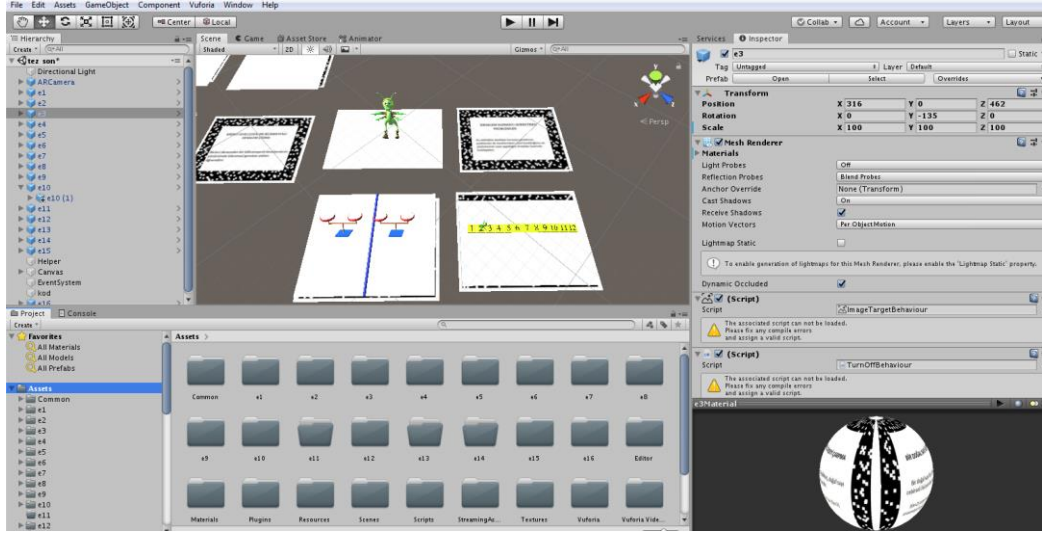 File Edit Assets GameObject Component Vuforia Window Help
Center Local
Collab Account Layers Layout
Hierarchy
Create All
tez son*
Directional Light
ARCamera
e1
e2
e3
e4
e5
e6
e7
e8
e9
e10
e10 (1)
e11
e12
e13
e14
e15
Helper
Canvas
EventSystem
kod
e16
Scene Game Asset Store Animator
Shaded 2D Gizmos All
y
x
z
Persp
1 2 3 4 5 6 7 8 9 10 11 12
Services Inspector
e3 Static
Tag Untagged Layer Default
Prefab Open Select Overrides
Transform
Position X 316 Y 0 Z 462
Rotation X 0 Y -135 Z 0
Scale X 100 Y 100 Z 100
Mesh Renderer
Materials
Light Probes Off
Reflection Probes Blend Probes
Anchor Override None (Transform)
Cast Shadows On
Receive Shadows
Motion Vectors Per Object Motion
Lightmap Static
To enable generation of lightmaps for this Mesh Renderer, please enable the 'Lightmap Static' property.
Dynamic Occluded
(Script)
Script ImageTargetBehaviour
The associated script can not be loaded.
Please fix any compile errors
and assign a valid script.
(Script)
Script TurnOffBehaviour
The associated script can not be loaded.
Please fix any compile errors
and assign a valid script.
e3Material
Project Console
Create
Favorites
All Materials
All Models
All Prefabs
Assets
Common
e1
e2
e3
e4
e5
e6
e7
e8
e9
e10
e11
e12
Assets
Common e1 e2 e3 e4 e5 e6 e7 e8
e9 e10 e11 e12 e13 e14 e15 e16 Editor
Materials Plugins Resources Scenes Scripts StreamingAs... Textures Vuforia Vuforia Vide...